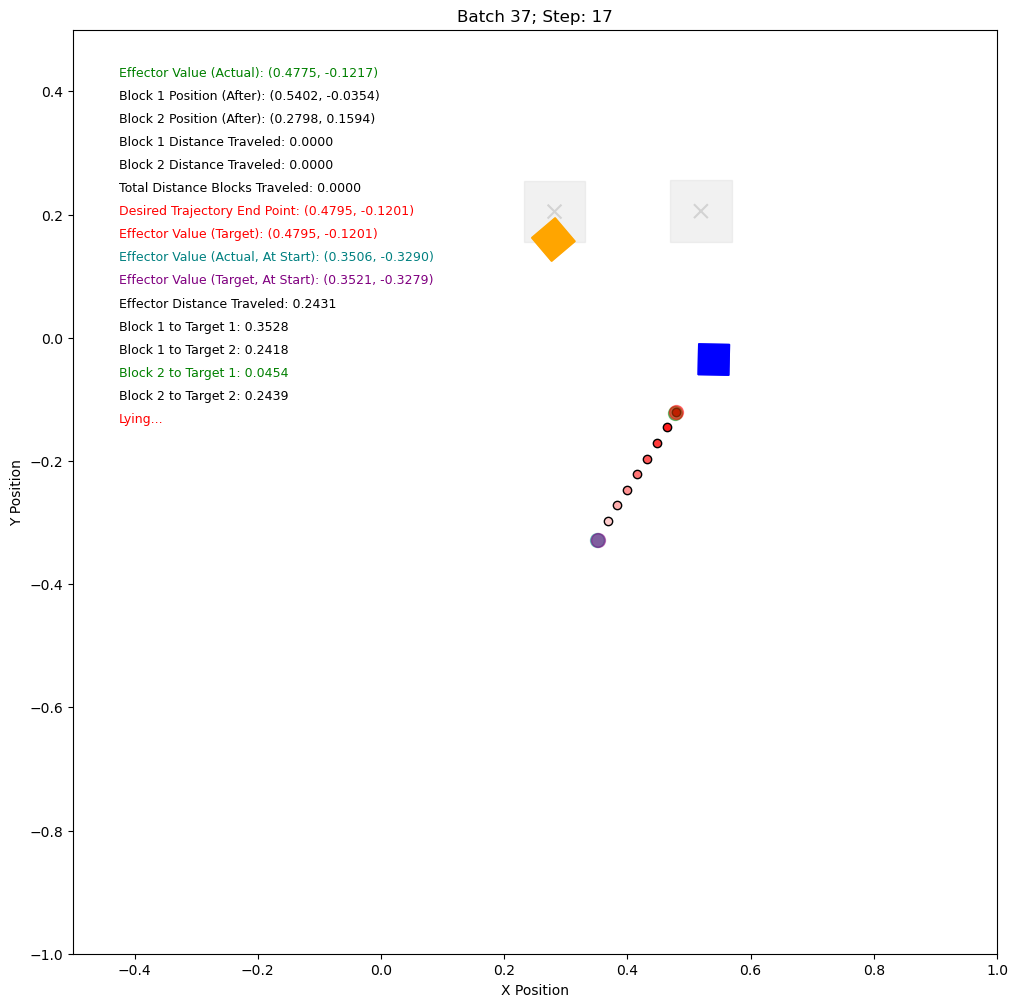 Batch 37; Step: 17
Effector Value (Actual): (0.4775, -0.1217)
Block 1 Position (After): (0.5402, -0.0354)
Block 2 Position (After): (0.2798, 0.1594)
Block 1 Distance Traveled: 0.0000
Block 2 Distance Traveled: 0.0000
Total Distance Blocks Traveled: 0.0000
Desired Trajectory End Point: (0.4795, -0.1201)
Effector Value (Target): (0.4795, -0.1201)
Effector Value (Actual, At Start): (0.3506, -0.3290)
Effector Value (Target, At Start): (0.3521, -0.3279)
Effector Distance Traveled: 0.2431
Block 1 to Target 1: 0.3528
Block 1 to Target 2: 0.2418
Block 2 to Target 1: 0.0454
Block 2 to Target 2: 0.2439
Lying...
Y Position
0.4
0.2
0.0
−0.2
−0.4
−0.6
−0.8
−1.0
−0.4
−0.2
0.0
0.2
0.4
0.6
0.8
1.0
X Position